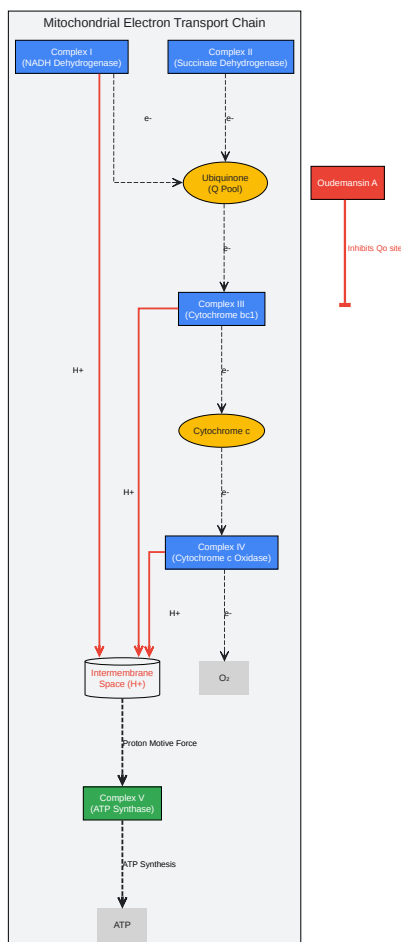 Mitochondrial Electron Transport Chain
Complex I
(NADH Dehydrogenase)
Complex II
(Succinate Dehydrogenase)
e-
e-
Ubiquinone
(Q Pool)
Oudemansin A
e-
Inhibits Qo site
Complex III
(Cytochrome bc1)
H+
e-
Cytochrome c
H+
e-
Complex IV
(Cytochrome c Oxidase)
H+
e-
Intermembrane
Space (H+)
O₂
Proton Motive Force
Complex V
(ATP Synthase)
ATP Synthesis
ATP